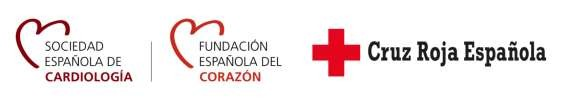 SOCIEDAD
ESPAÑOLA DE
CARDIOLOGÍA
FUNDACIÓN
ESPAÑOLA DEL
CORAZÓN
Cruz Roja Española